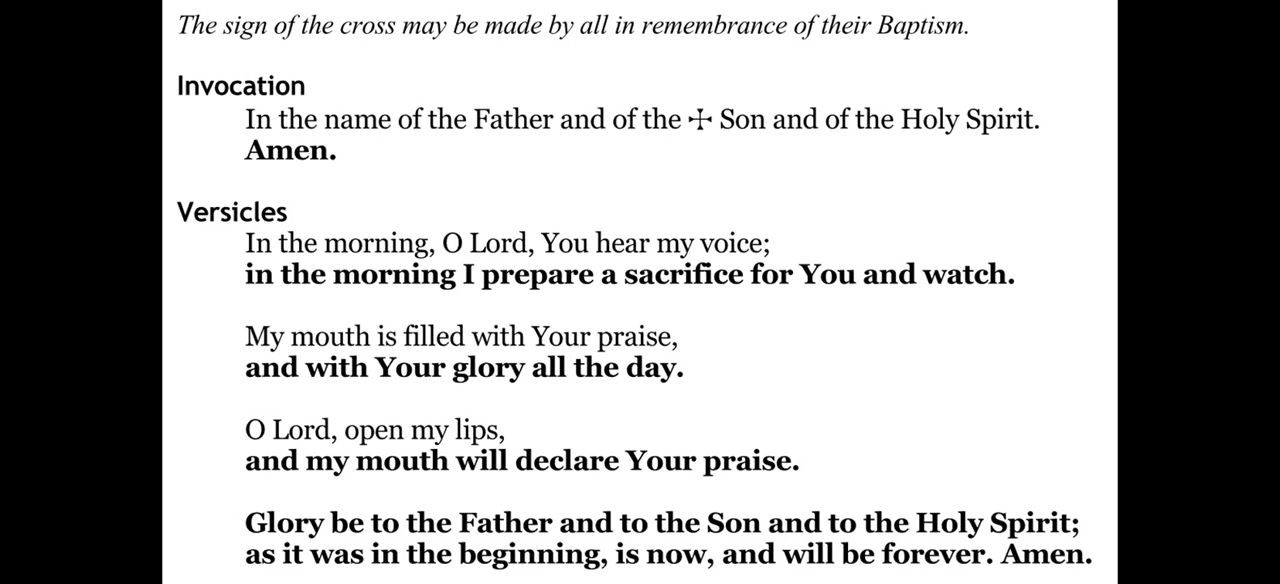 The sign of the cross may be made by all in remembrance of their Baptism.
Invocation
In the name of the Father and of the ☩ Son and of the Holy Spirit.
Amen.
Versicles
In the morning, O Lord, You hear my voice;
in the morning I prepare a sacrifice for You and watch.
My mouth is filled with Your praise,
and with Your glory all the day.
O Lord, open my lips,
and my mouth will declare Your praise.
Glory be to the Father and to the Son and to the Holy Spirit;
as it was in the beginning, is now, and will be forever. Amen.